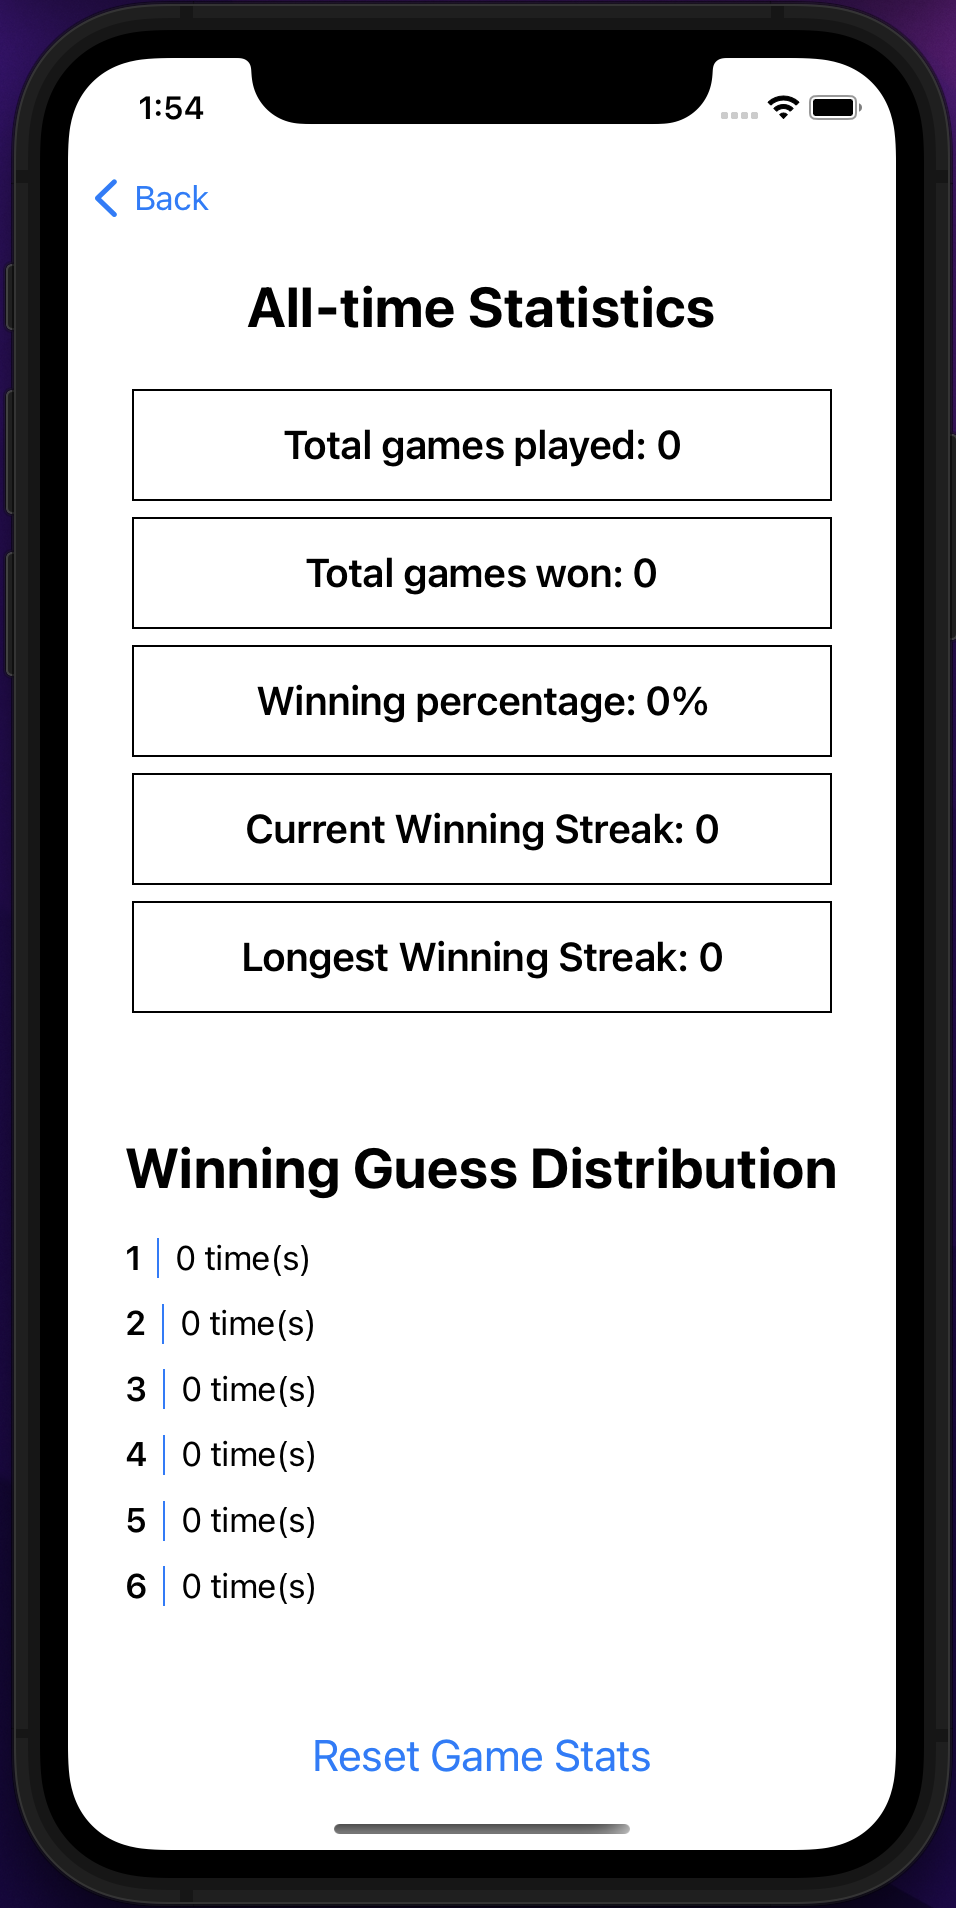 1:54
Back
All-time Statistics
Total games played: 0
Total games won: 0
Winning percentage: 0%
Current Winning Streak: 0
Longest Winning Streak: 0
Winning Guess Distribution
1 | 0 time(s)
2 | 0 time(s)
3 | 0 time(s)
4 | 0 time(s)
5 | 0 time(s)
6 | 0 time(s)
Reset Game Stats